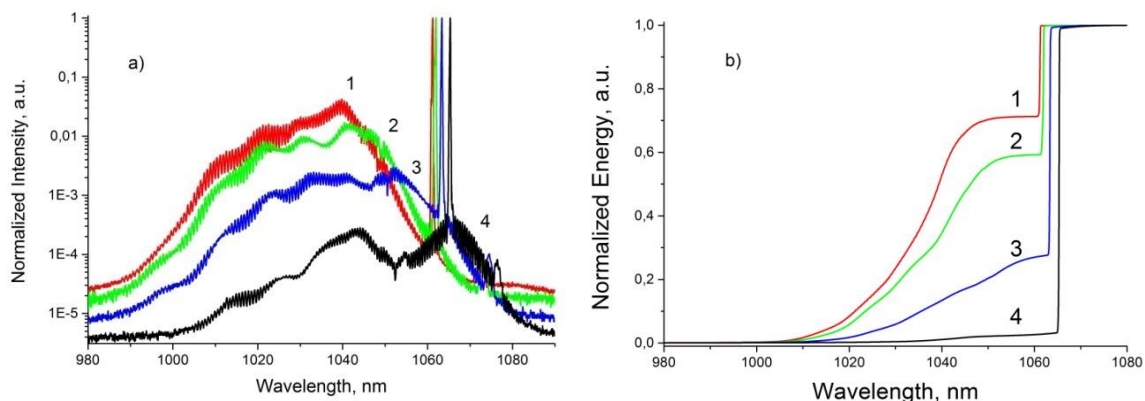 a)
Normalized Intensity, a.u.
1
0,1
0,01
1E-3
1E-4
1E-5
1
2
3
4
980 1000 1020 1040 1060 1080
Wavelength, nm
b)
Normalized Energy, a.u.
1,0
0,8
0,6
0,4
0,2
0,0
1
2
3
4
980 1000 1020 1040 1060 1080
Wavelength, nm